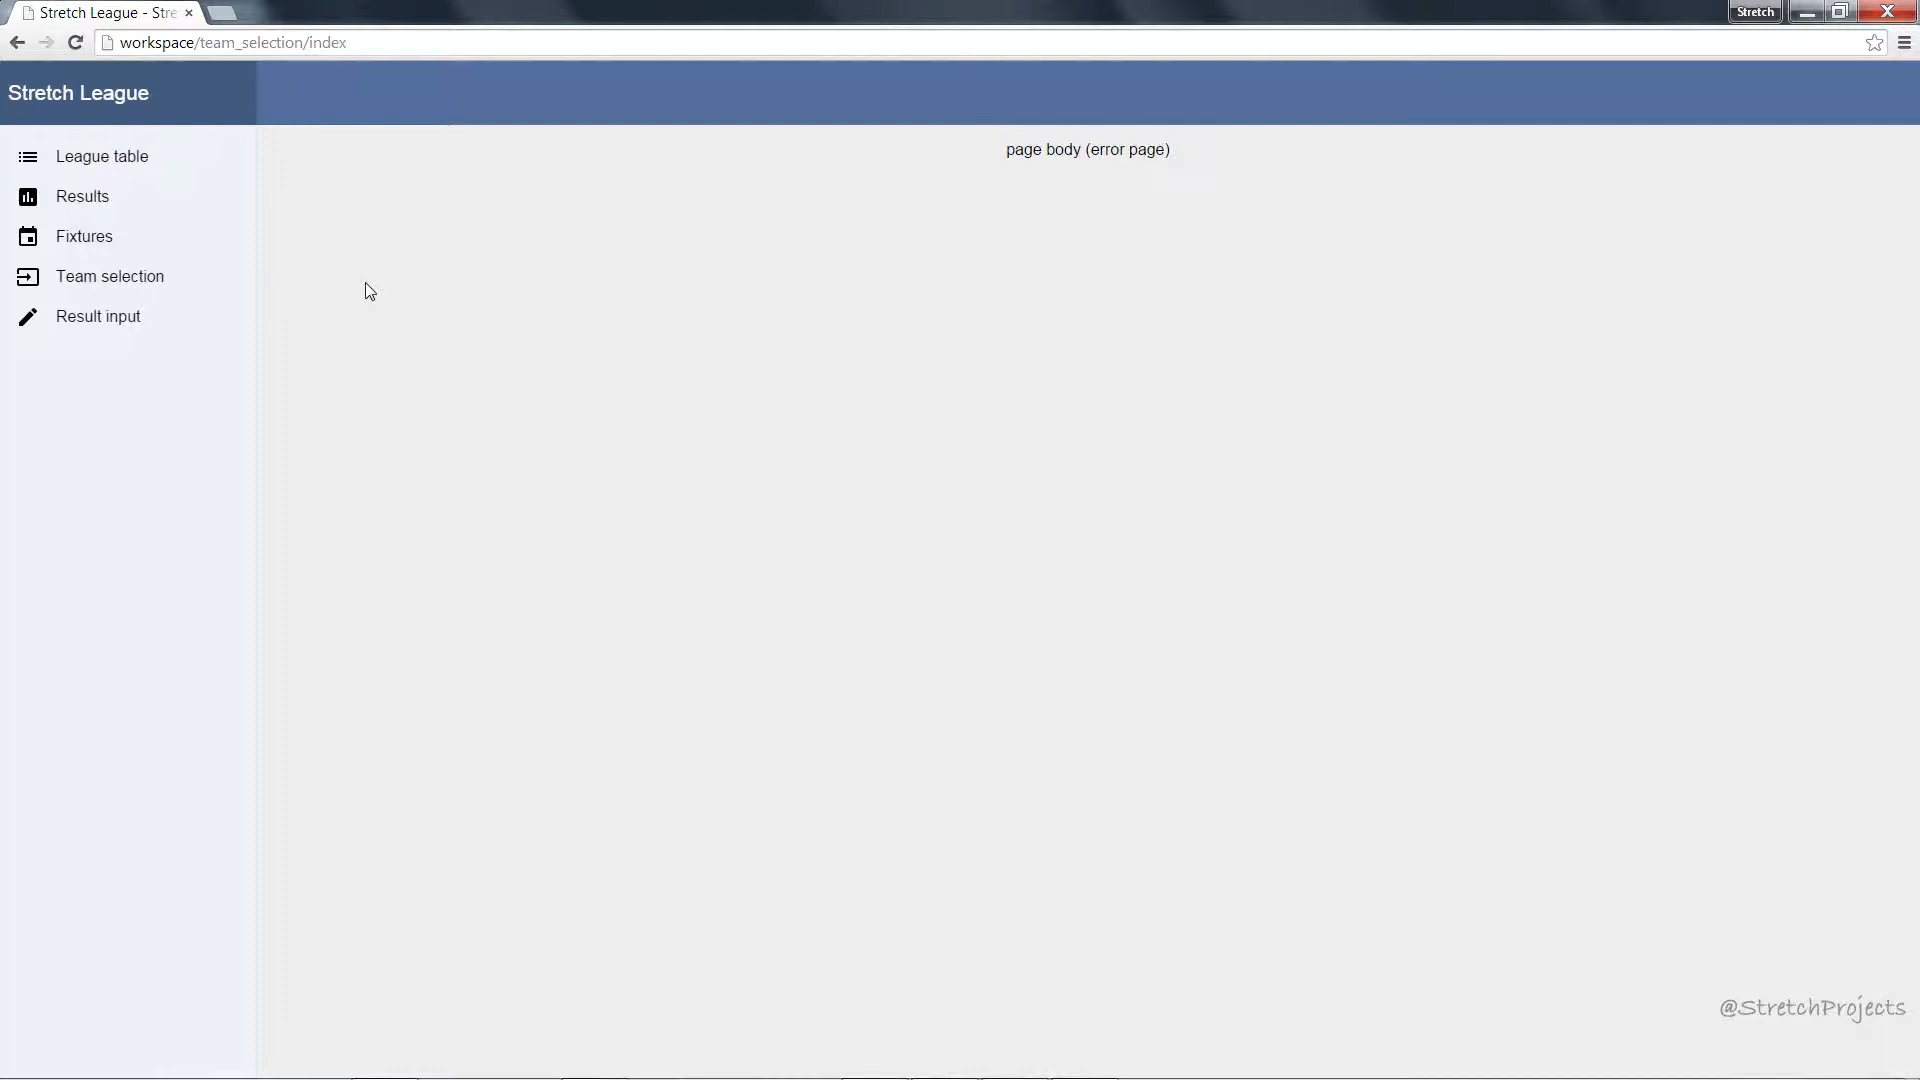 Stretch League - Stre
Stretch
workspace/team_selection/index
Stretch League
League table
Results
Fixtures
Team selection
Result input
page body (error page)
@StretchProjects